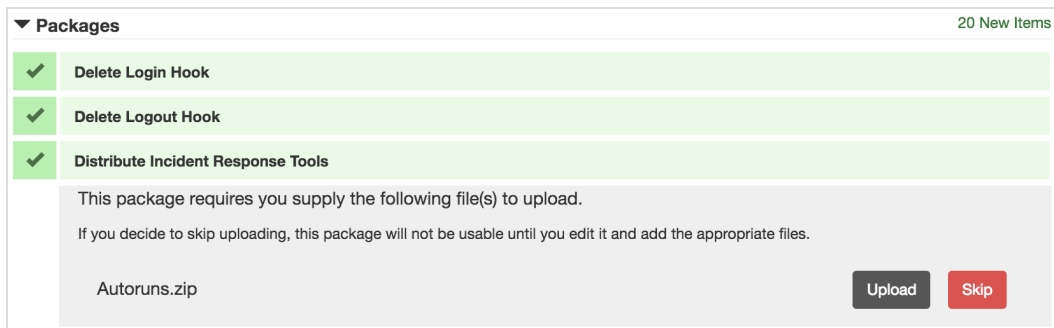 Packages
20 New Items
Delete Login Hook
Delete Logout Hook
Distribute Incident Response Tools
This package requires you supply the following file(s) to upload.
If you decide to skip uploading, this package will not be usable until you edit it and add the appropriate files.
Autoruns.zip
Upload
Skip